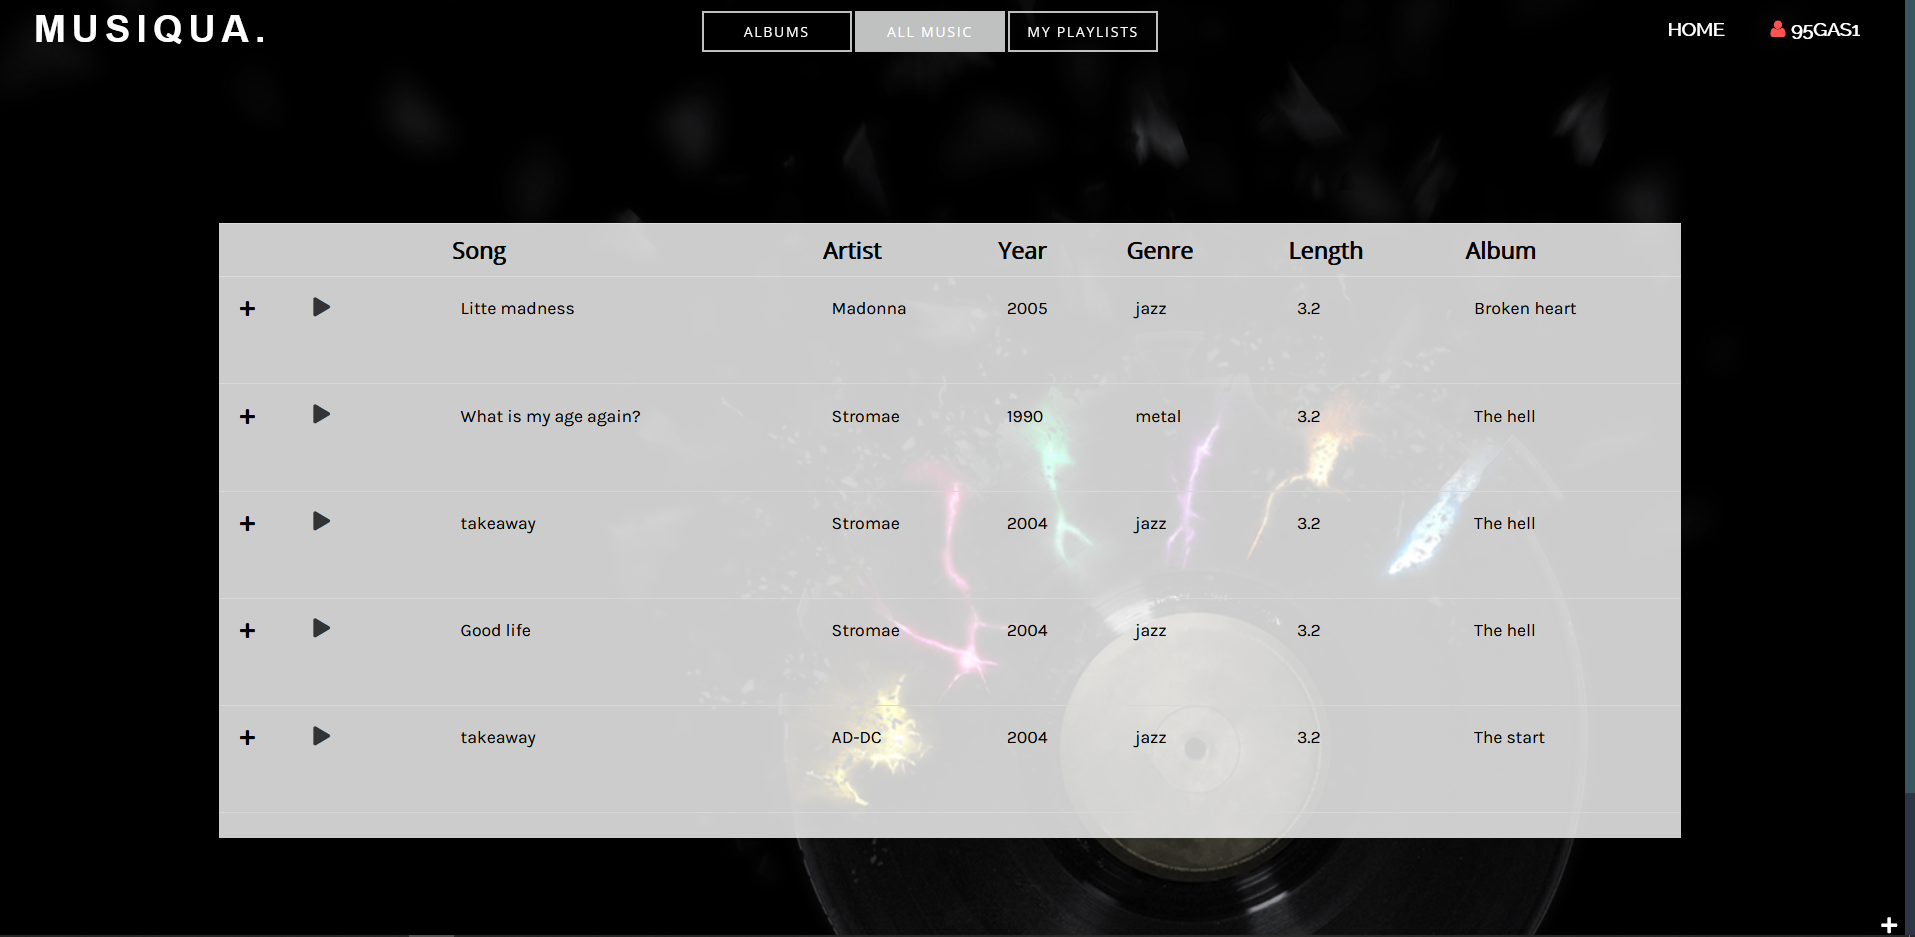 MUSIQUA.
ALBUMS ALL MUSIC MY PLAYLISTS
HOME 95GAS1
Song Artist Year Genre Length Album
Litte madness Madonna 2005 jazz 3.2 Broken heart
What is my age again? Stromae 1990 metal 3.2 The hell
takeaway Stromae 2004 jazz 3.2 The hell
Good life Stromae 2004 jazz 3.2 The hell
takeaway AD-DC 2004 jazz 3.2 The start